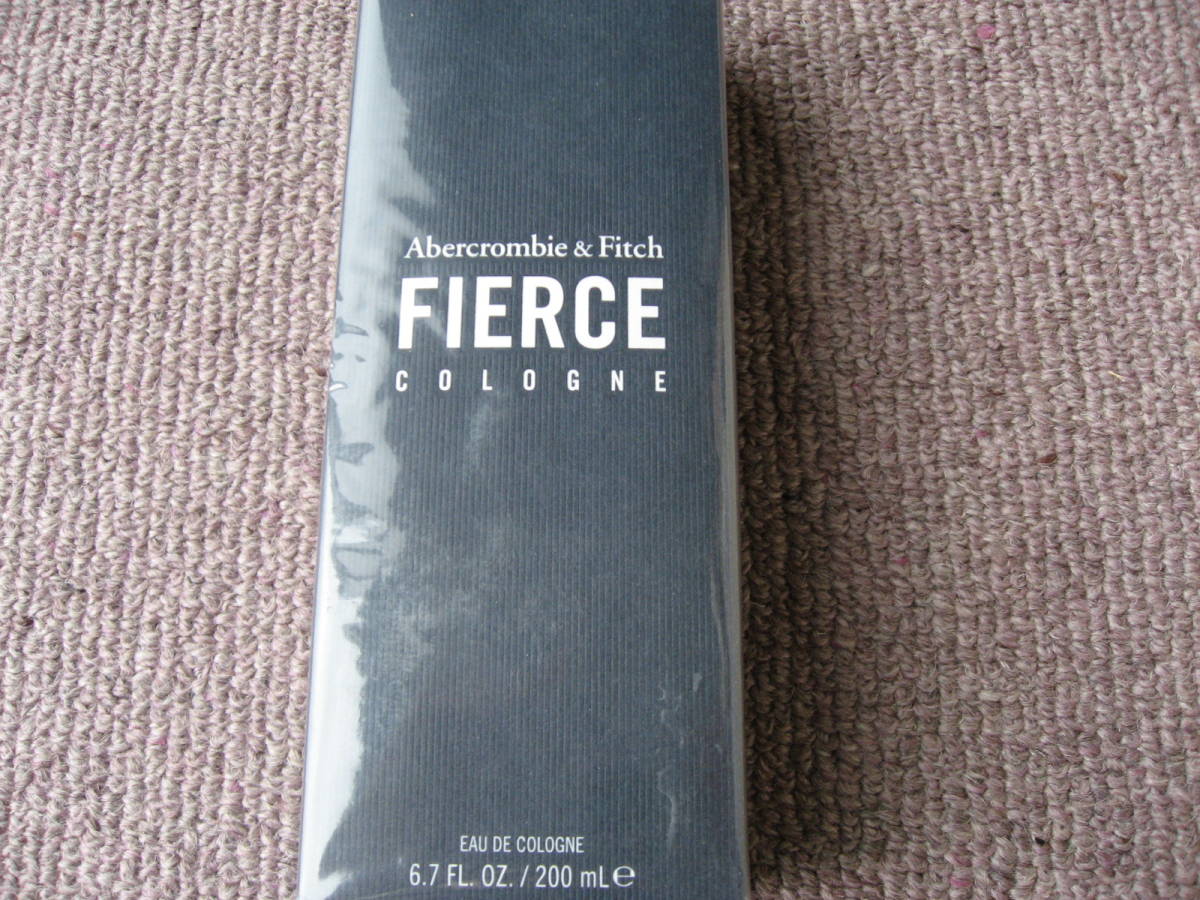 Abercrombie & Fitch
FIERCE
COLOGNE
EAU DE COLOGNE
6.7 FL. OZ. / 200 mL℮